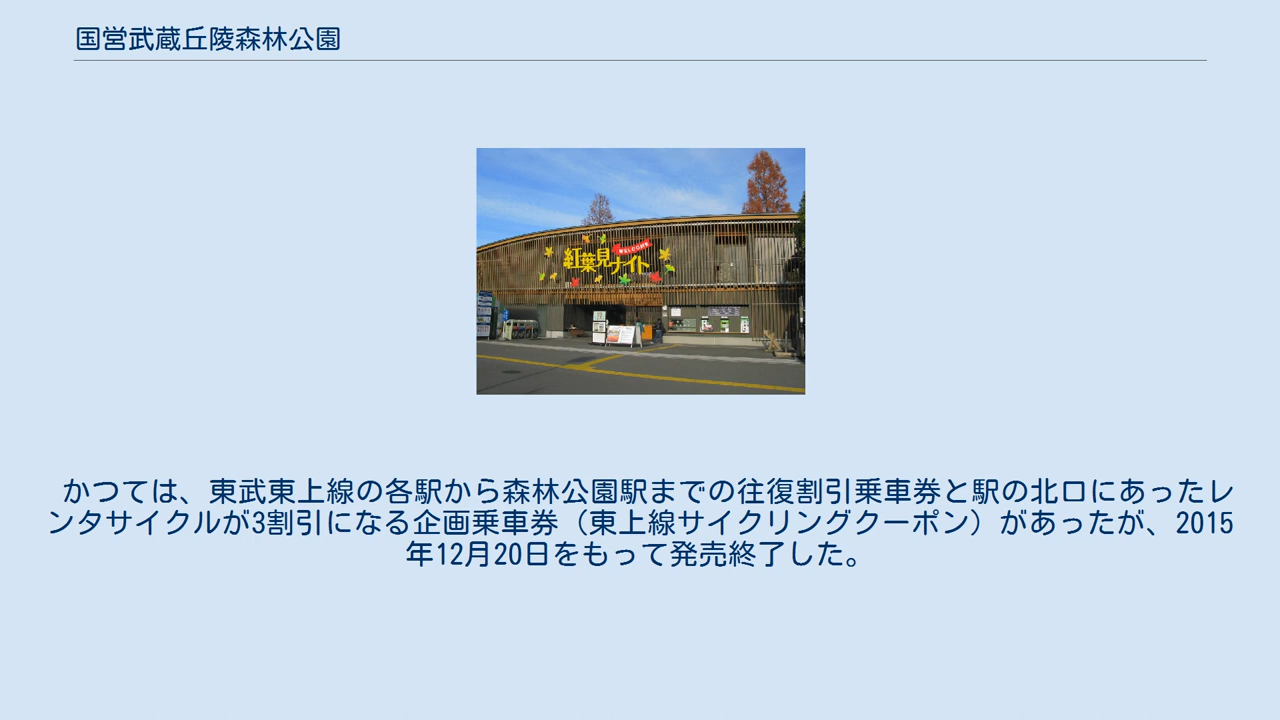 国営武蔵丘陵森林公園
WELCOME
紅葉見ナイト
かつては、東武東上線の各駅から森林公園駅までの往復割引乗車券と駅の北口にあったレ
ンタサイクルが3割引になる企画乗車券（東上線サイクリングクーポン）があったが、2015
年12月20日をもって発売終了した。